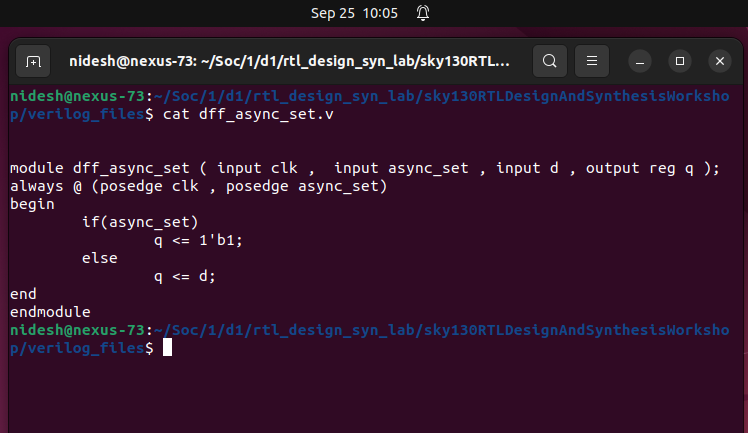 Sep 25  10:05
nidesh@nexus-73: ~/Soc/1/d1/rtl_design_syn_lab/sky130RTL...
nidesh@nexus-73:~/Soc/1/d1/rtl_design_syn_lab/sky130RTLDesignAndSynthesisWorksho
p/verilog_files$ cat dff_async_set.v
module dff_async_set ( input clk ,  input async_set , input d , output reg q );
always @ (posedge clk , posedge async_set)
begin
        if(async_set)
                q <= 1'b1;
        else
                q <= d;
end
endmodule
nidesh@nexus-73:~/Soc/1/d1/rtl_design_syn_lab/sky130RTLDesignAndSynthesisWorksho
p/verilog_files$